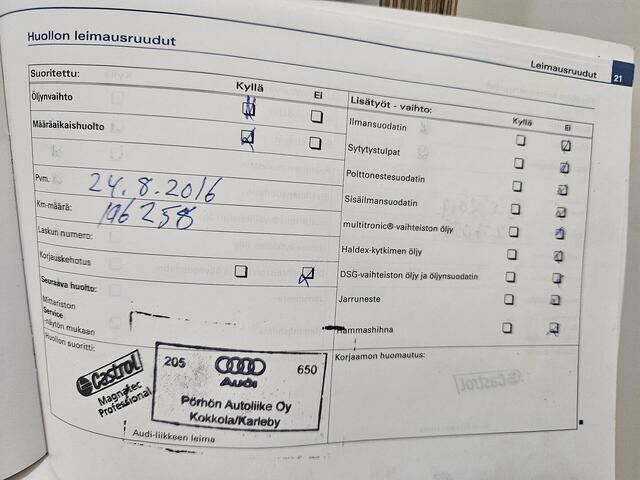 Huollon leimausruudut
Leimausruudut 21
Suoritettu:
Kyllä Ei
Öljynvaihto
Määräaikaishuolto
Pvm. 24.8.2016
Km-määrä: 196258
Laskun numero:
Korjauskehotus
Seuraava huolto:
Mittariston
Service
-näytön mukaan
Huollon suoritti:
Castrol
Magnatec
Professional
205 650
Audi
Pörhön Autoliike Oy
Kokkola/Karleby
Audi-liikkeen leima
Lisätyöt - vaihto:
Kyllä Ei
Ilmansuodatin
Sytytystulpat
Polttonestesuodatin
Sisäilmansuodatin
multitronic®-vaihteiston öljy
Haldex-kytkimen öljy
DSG-vaihteiston öljy ja öljynsuodatin
Jarruneste
Hammashihna
Korjaamon huomautus: